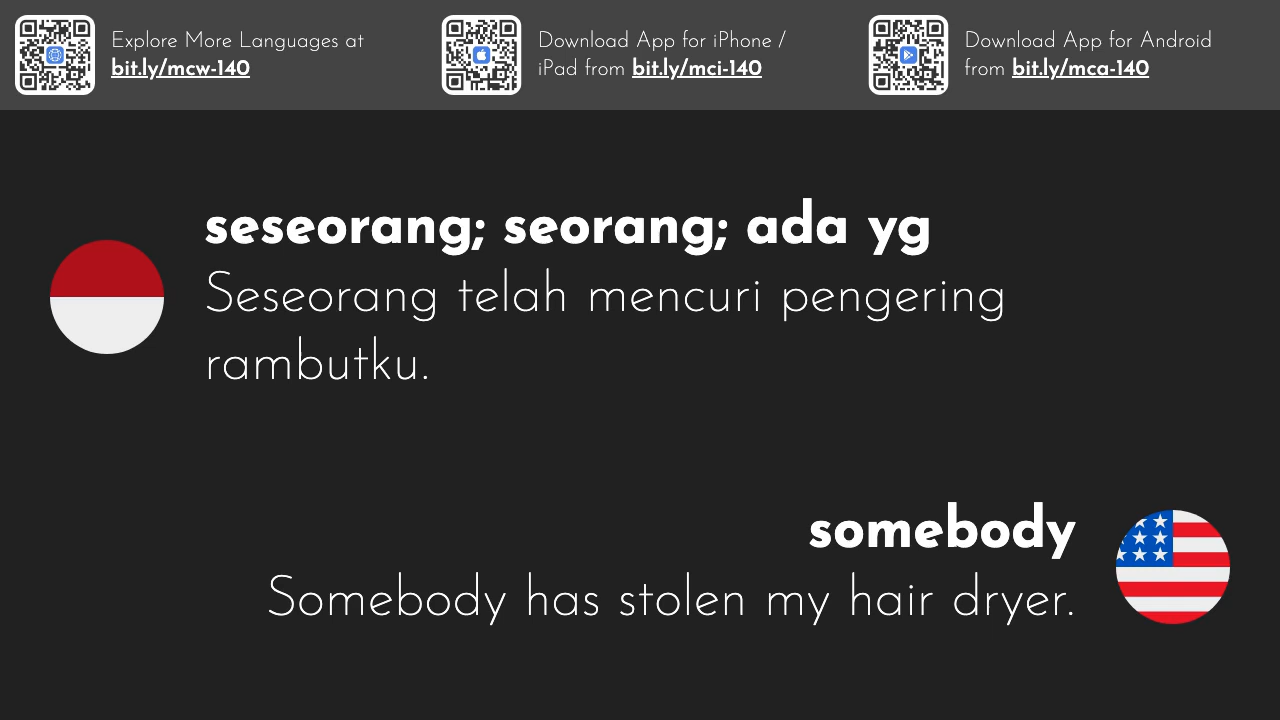 Explore More Languages at
bit.ly/mcw-140
Download App for iPhone /
iPad from bit.ly/mci-140
Download App for Android
from bit.ly/mca-140
seseorang; seorang; ada yg
Seseorang telah mencuri pengering
rambutku.
somebody
Somebody has stolen my hair dryer.